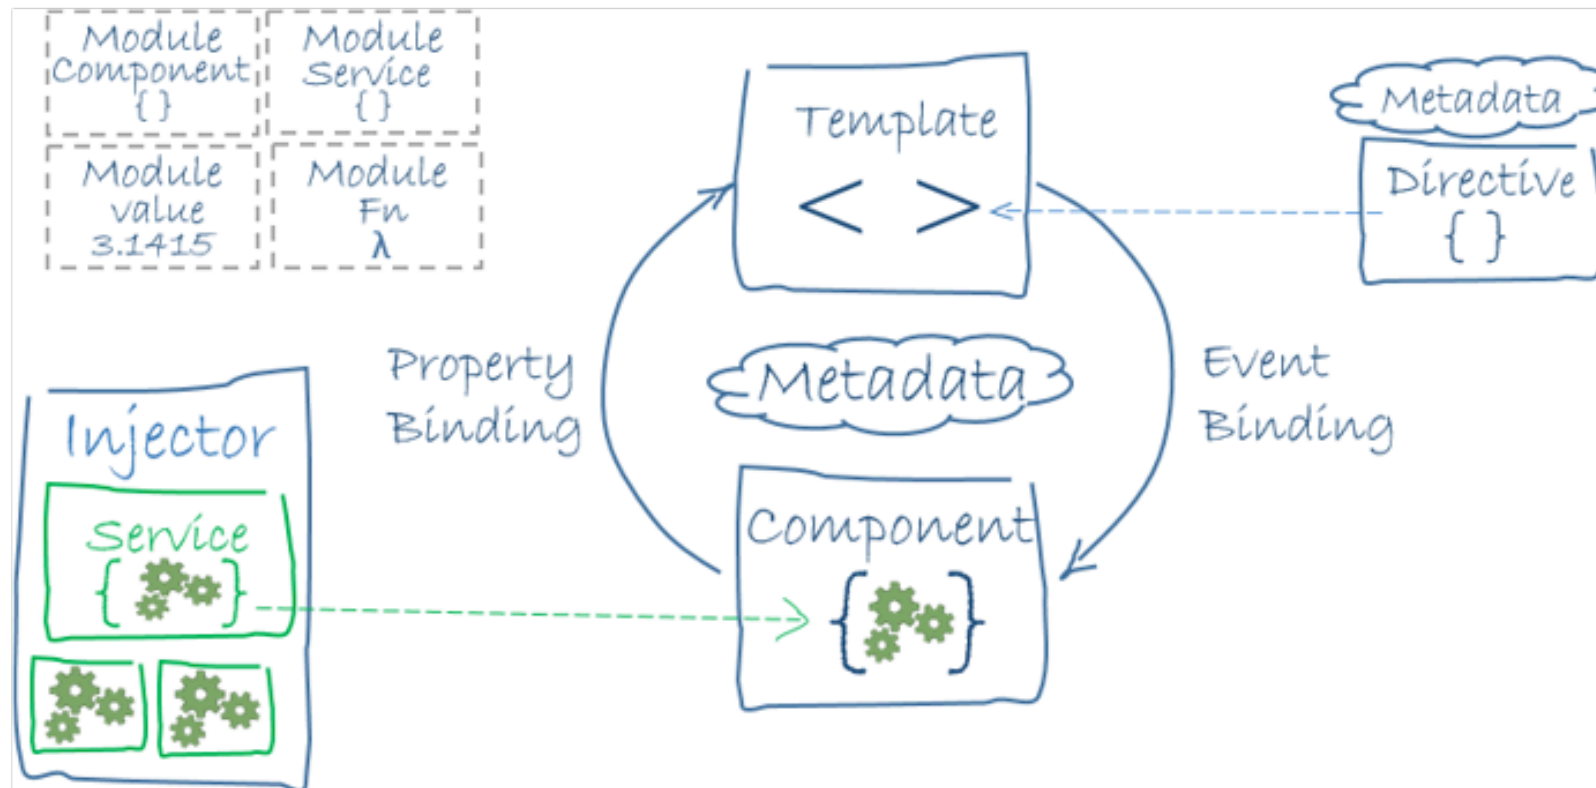 Module
Component
{ }
Module
Service
{ }
Module
value
3.1415
Module
Fn
λ
Template
< >
Metadata
Directive
{ }
Property
Binding
Metadata
Event
Binding
Injector
Service
{ }
Component
{ }